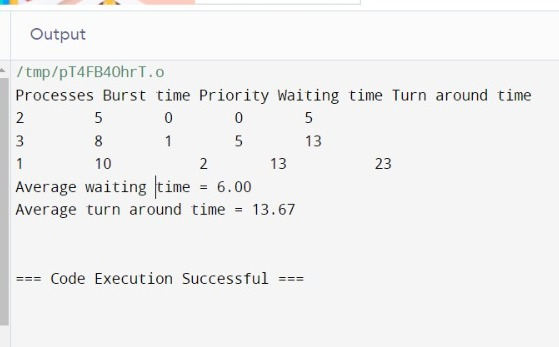 Output
/tmp/pT4FB4OhrT.o
Processes Burst time Priority Waiting time Turn around time
2 5 0 0 5
3 8 1 5 13
1 10 2 13 23
Average waiting time = 6.00
Average turn around time = 13.67
=== Code Execution Successful ===